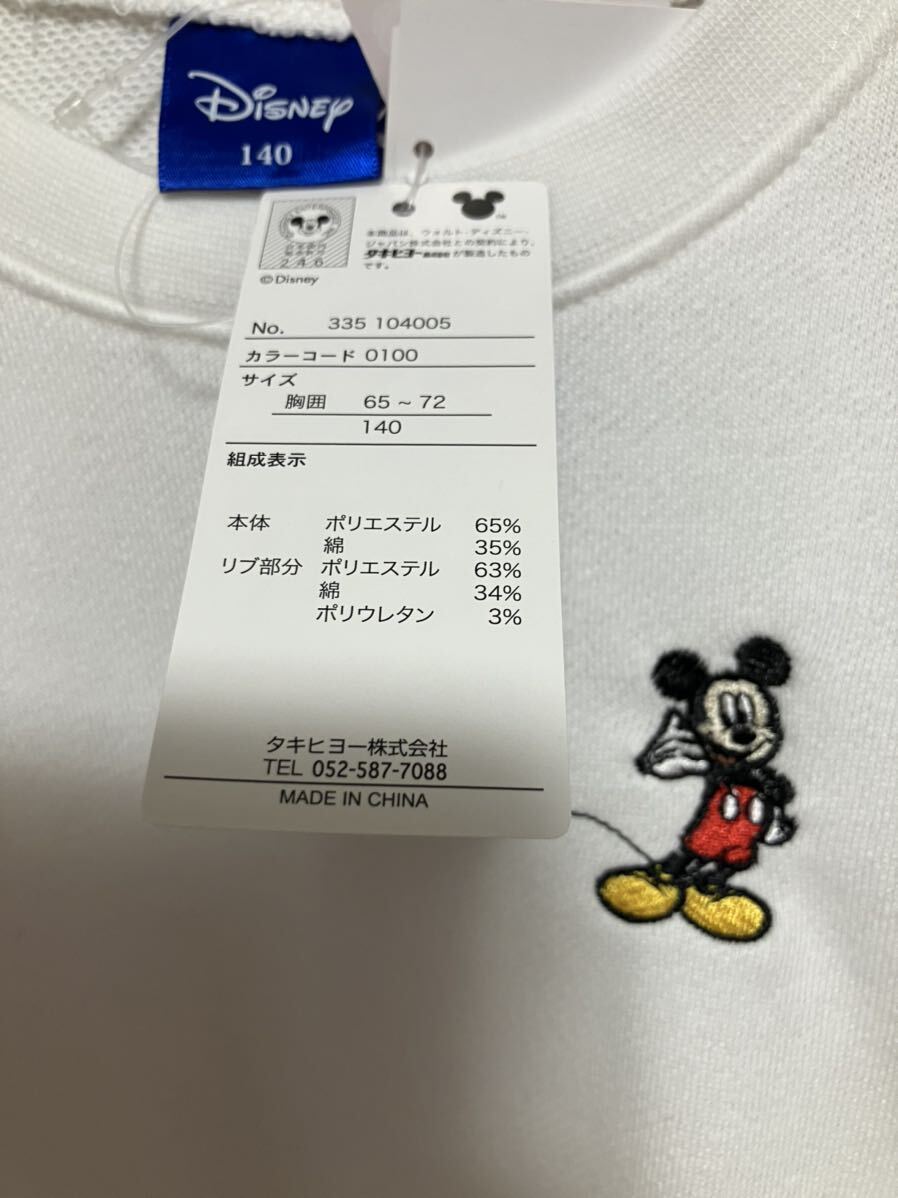 Disney
140
246
©Disney
TM
本商品は、ウォルト・ディズニー・
ジャパン株式会社との契約により、
タキヒヨー株式会社が製造したもの
です。
No. 335 104005
カラーコード 0100
サイズ
胸囲 65 ~ 72
140
組成表示
本体 ポリエステル 65%
綿 35%
リブ部分 ポリエステル 63%
綿 34%
ポリウレタン 3%
タキヒヨー株式会社
TEL 052-587-7088
MADE IN CHINA